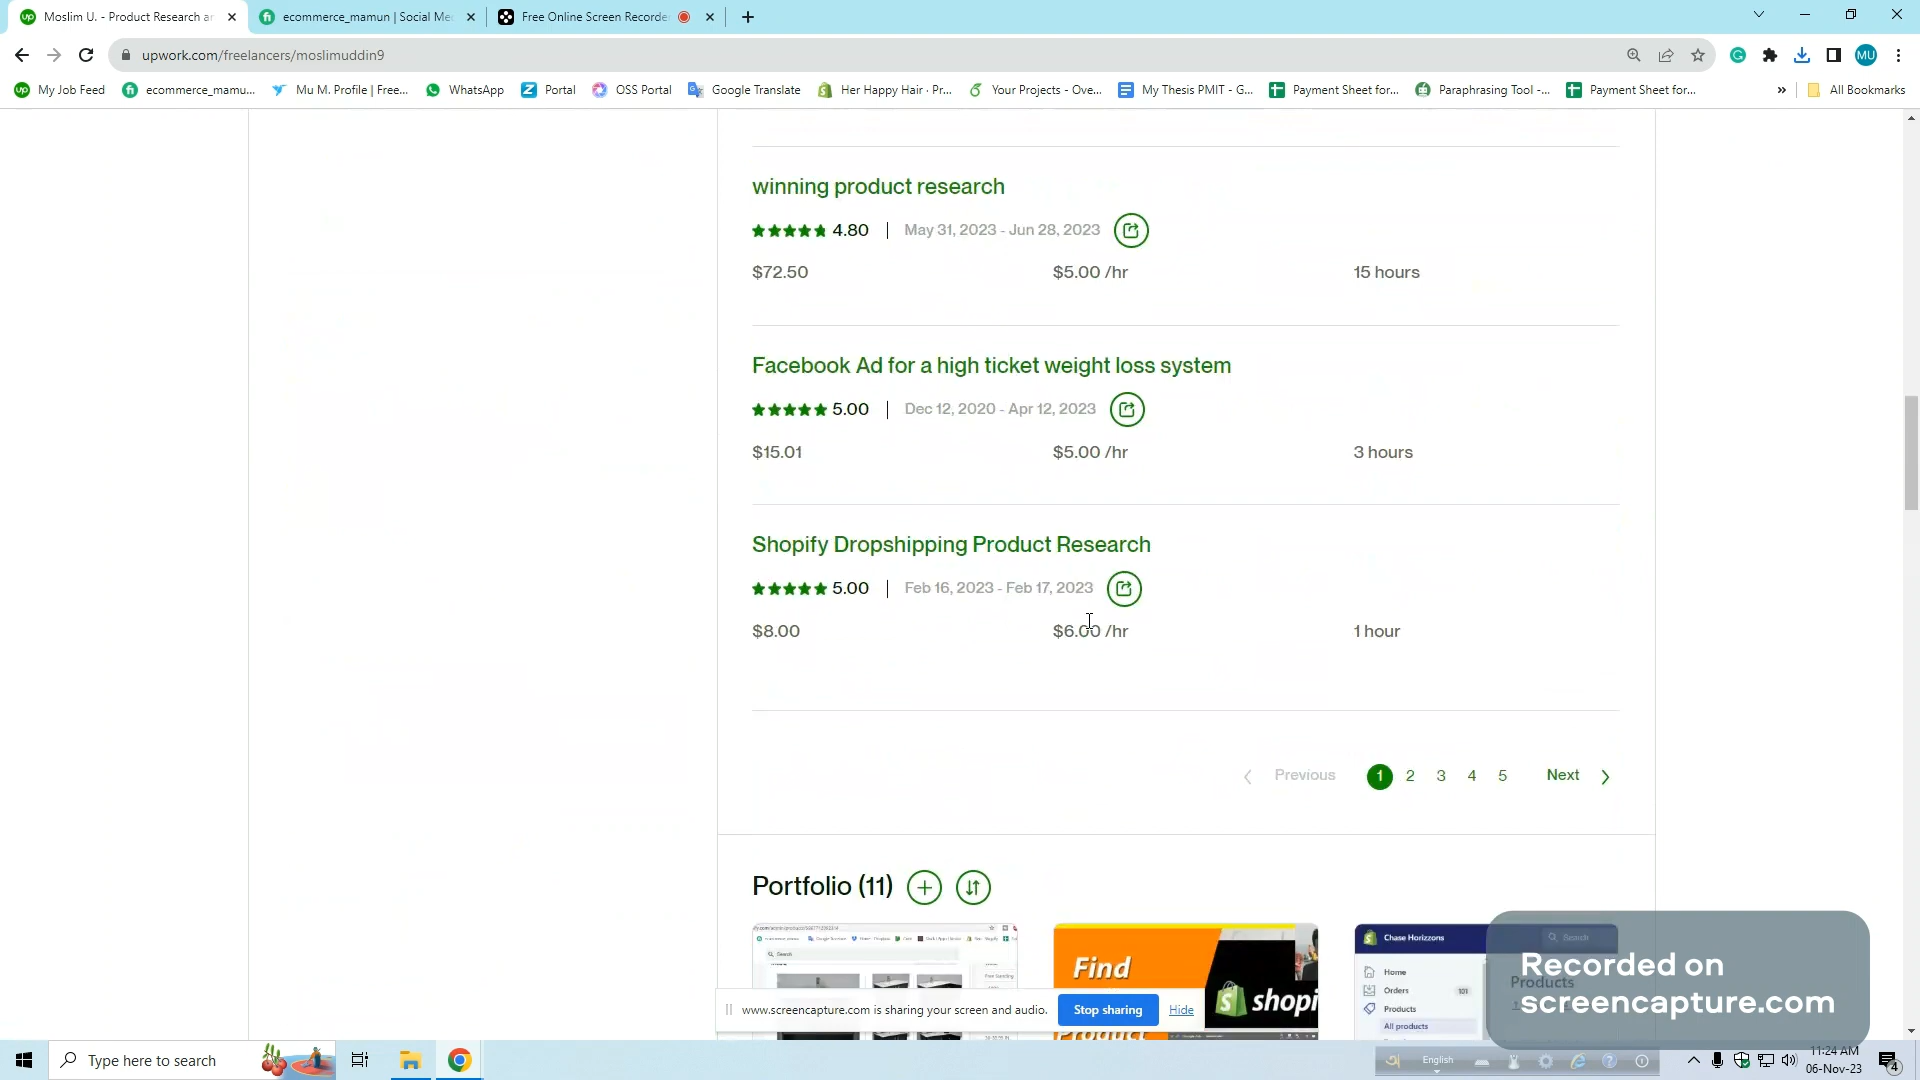 Moslim U. - Product Research ar
ecommerce_mamun | Social Me
Free Online Screen Recorde
upwork.com/freelancers/moslimuddin9
MU
My Job Feed
ecommerce_mamu...
Mu M. Profile | Free...
WhatsApp
Portal
OSS Portal
Google Translate
Her Happy Hair · Pr...
Your Projects - Ove...
My Thesis PMIT - G...
Payment Sheet for...
Paraphrasing Tool -...
Payment Sheet for...
»
All Bookmarks
winning product research
4.80 | May 31, 2023 - Jun 28, 2023
$72.50 $5.00 /hr 15 hours
Facebook Ad for a high ticket weight loss system
5.00 | Dec 12, 2020 - Apr 12, 2023
$15.01 $5.00 /hr 3 hours
Shopify Dropshipping Product Research
5.00 | Feb 16, 2023 - Feb 17, 2023
$8.00 $6.00 /hr 1 hour
Previous 1 2 3 4 5 Next
Portfolio (11)
Search
Find
Product
shopi
Chase Horizzons
Search
Home
Orders 101
Products
All products
Products
Recorded on
screencapture.com
www.screencapture.com is sharing your screen and audio.
Stop sharing
Hide
Type here to search
English
11:24 AM
06-Nov-23
4